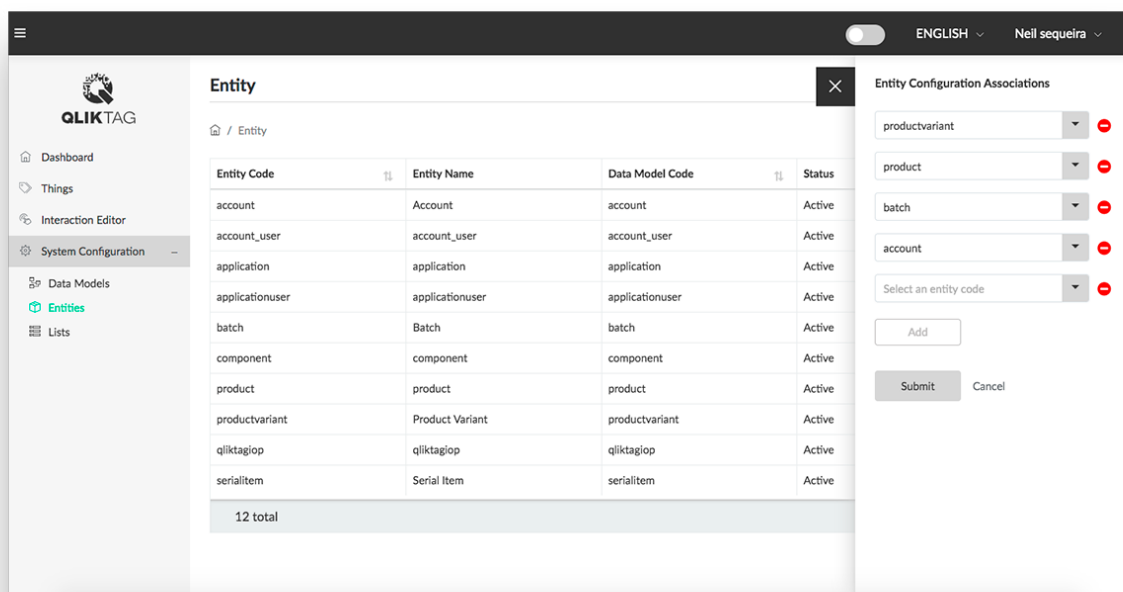 ENGLISH Neil sequeira
QLIKTAG
Dashboard
Things
Interaction Editor
System Configuration –
Data Models
Entities
Lists
Entity
/ Entity
Entity Code Entity Name Data Model Code Status
account Account account Active
account_user account_user account_user Active
application application application Active
applicationuser applicationuser applicationuser Active
batch Batch batch Active
component component component Active
product product product Active
productvariant Product Variant productvariant Active
qliktagiop qliktagiop qliktagiop Active
serialitem Serial Item serialitem Active
12 total
Entity Configuration Associations
productvariant
product
batch
account
Select an entity code
Add
Submit Cancel